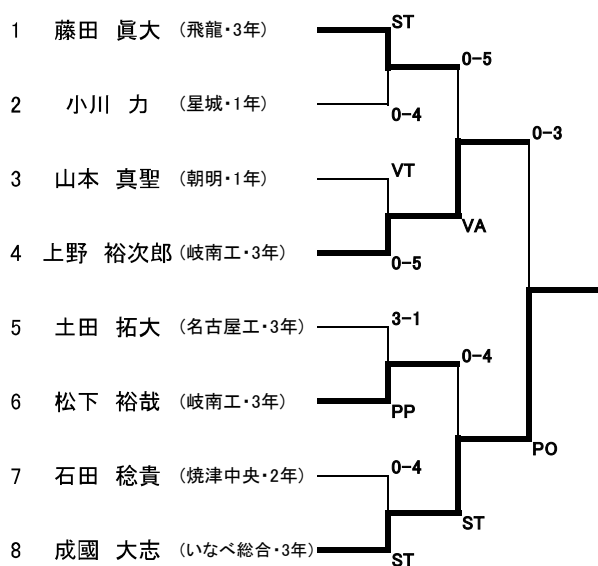 1 藤田 眞大 (飛龍・3年) ST
0-5
2 小川 力 (星城・1年) 0-4
0-3
3 山本 真聖 (朝明・1年) VT
VA
4 上野 裕次郎 (岐南工・3年) 0-5
5 土田 拓大 (名古屋工・3年) 3-1
0-4
6 松下 裕哉 (岐南工・3年) PP
PO
7 石田 稔貴 (焼津中央・2年) 0-4
ST
8 成國 大志 (いなべ総合・3年) ST